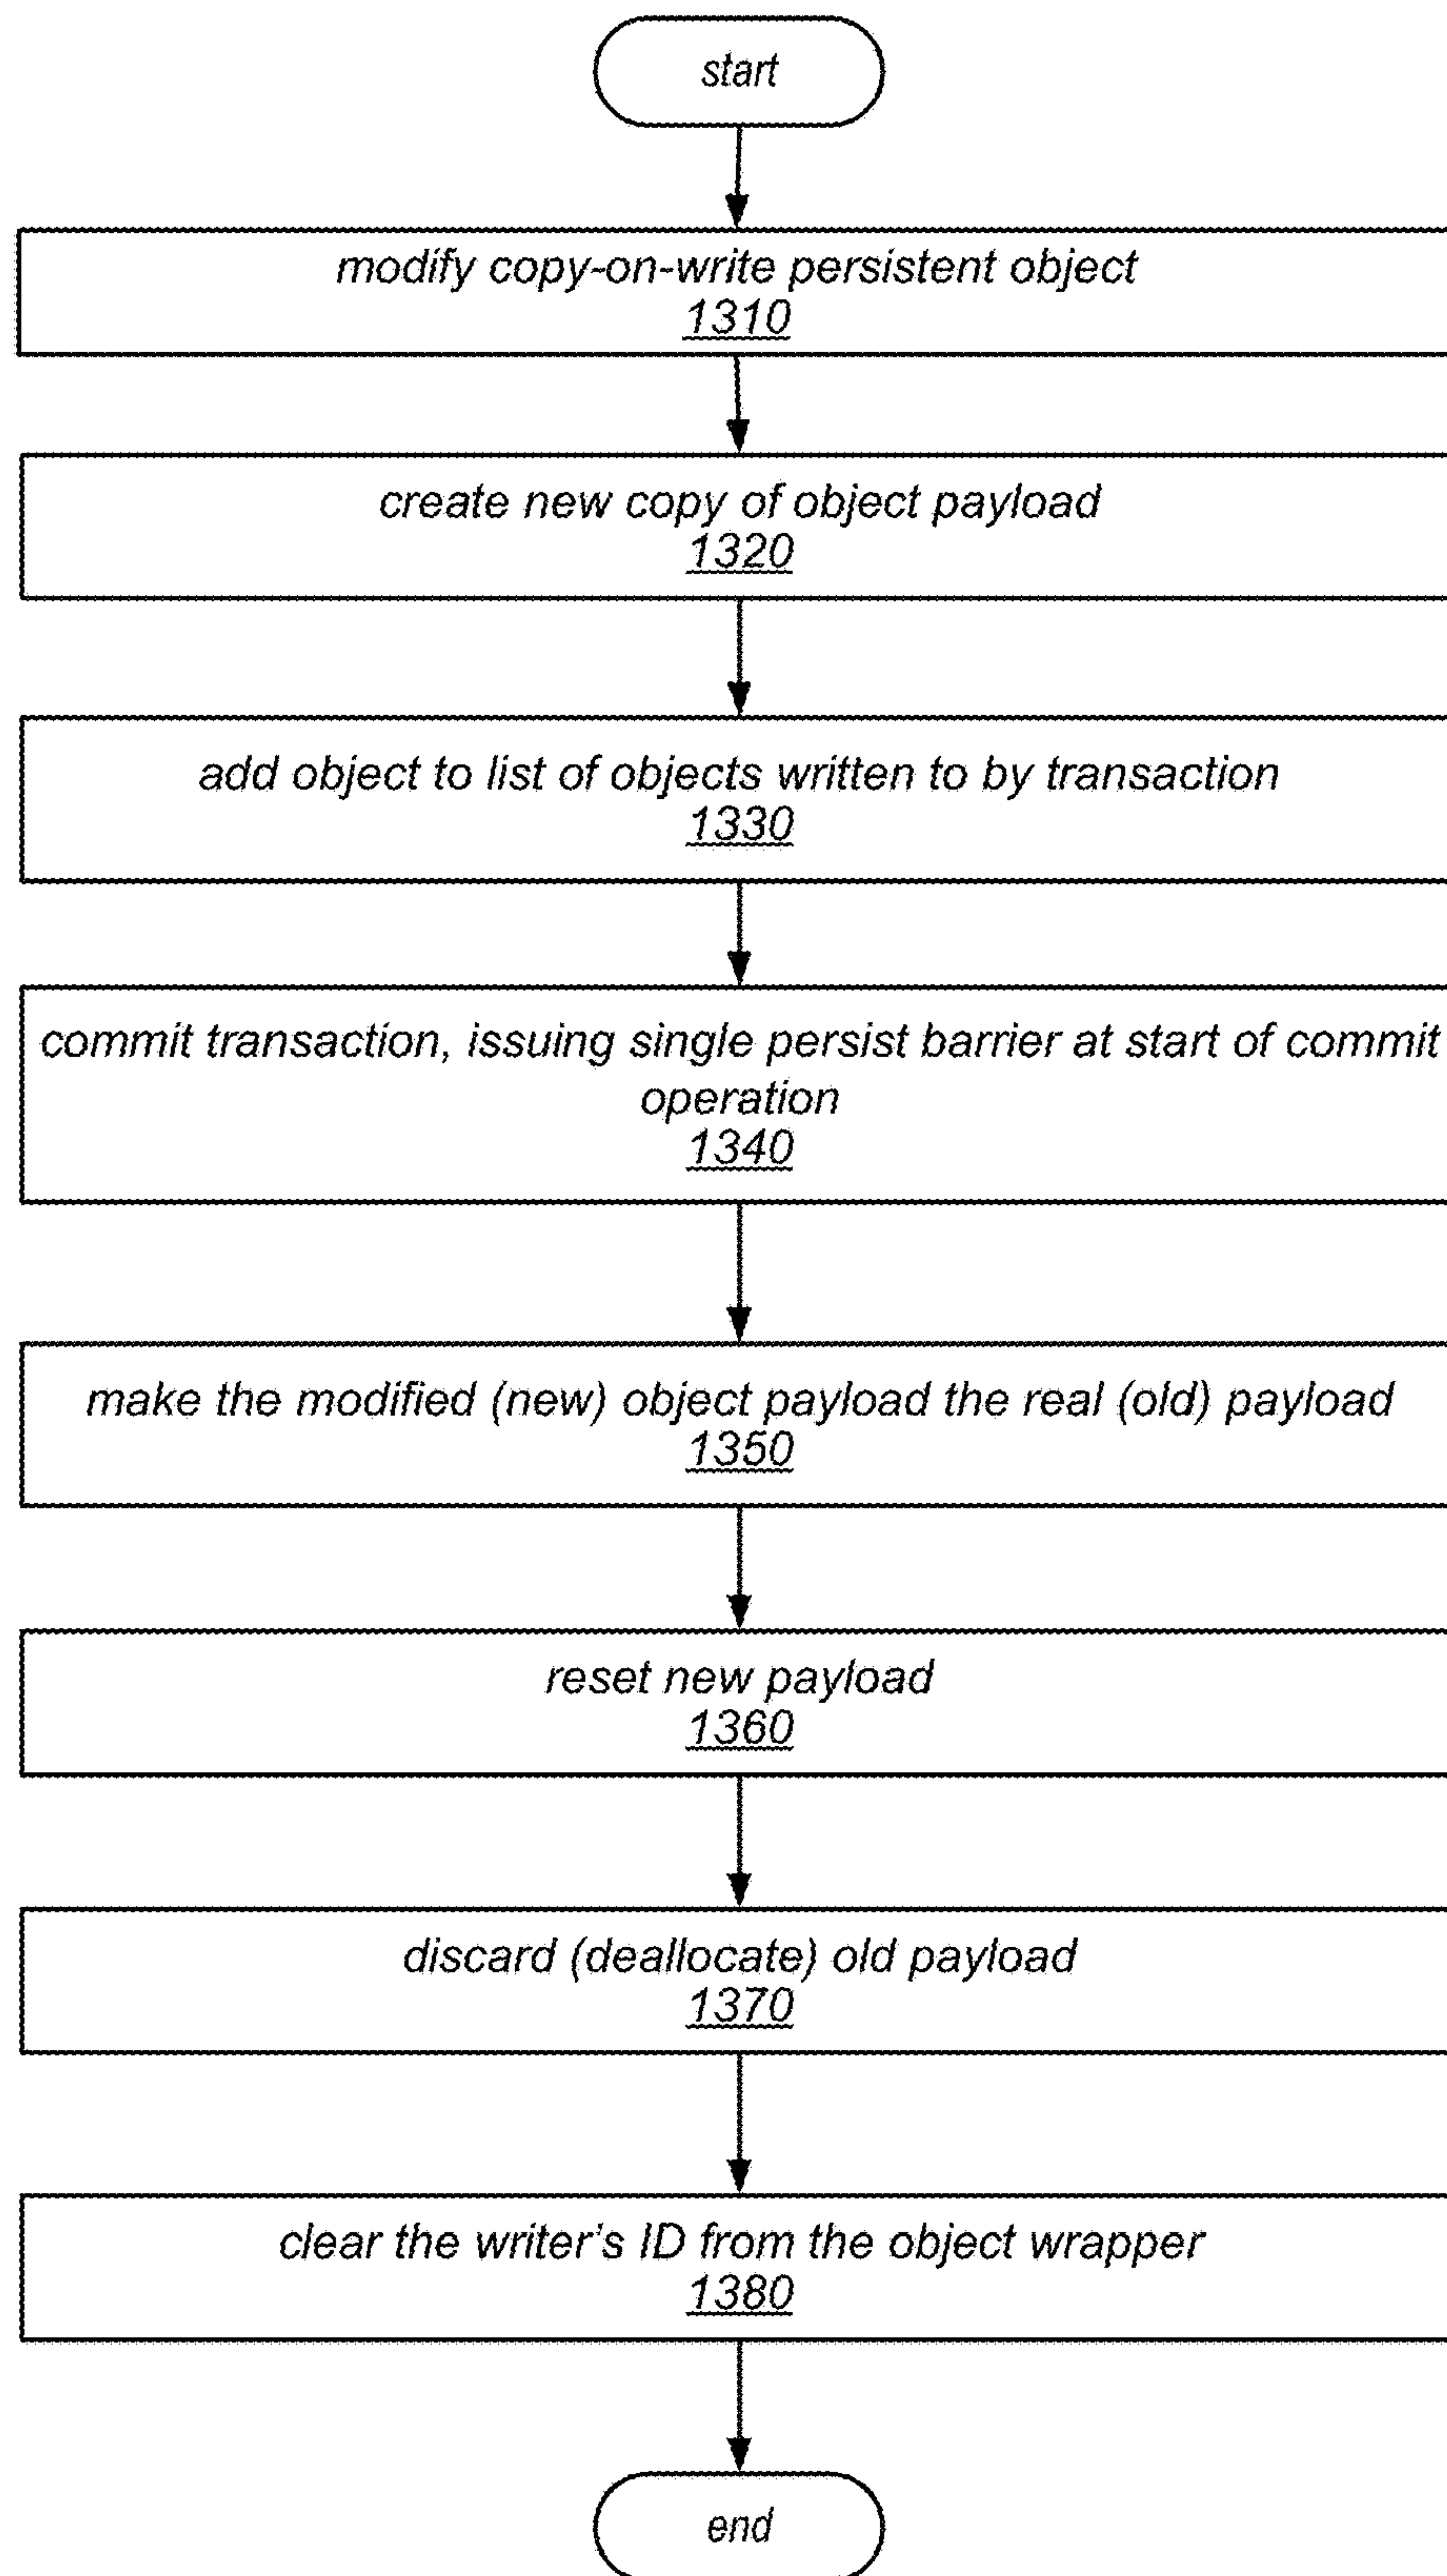 start
modify copy-on-write persistent object
1310
create new copy of object payload
1320
add object to list of objects written to by transaction
1330
commit transaction, issuing single persist barrier at start of commit
operation
1340
make the modified (new) object payload the real (old) payload
1350
reset new payload
1360
discard (deallocate) old payload
1370
clear the writer's ID from the object wrapper
1380
end